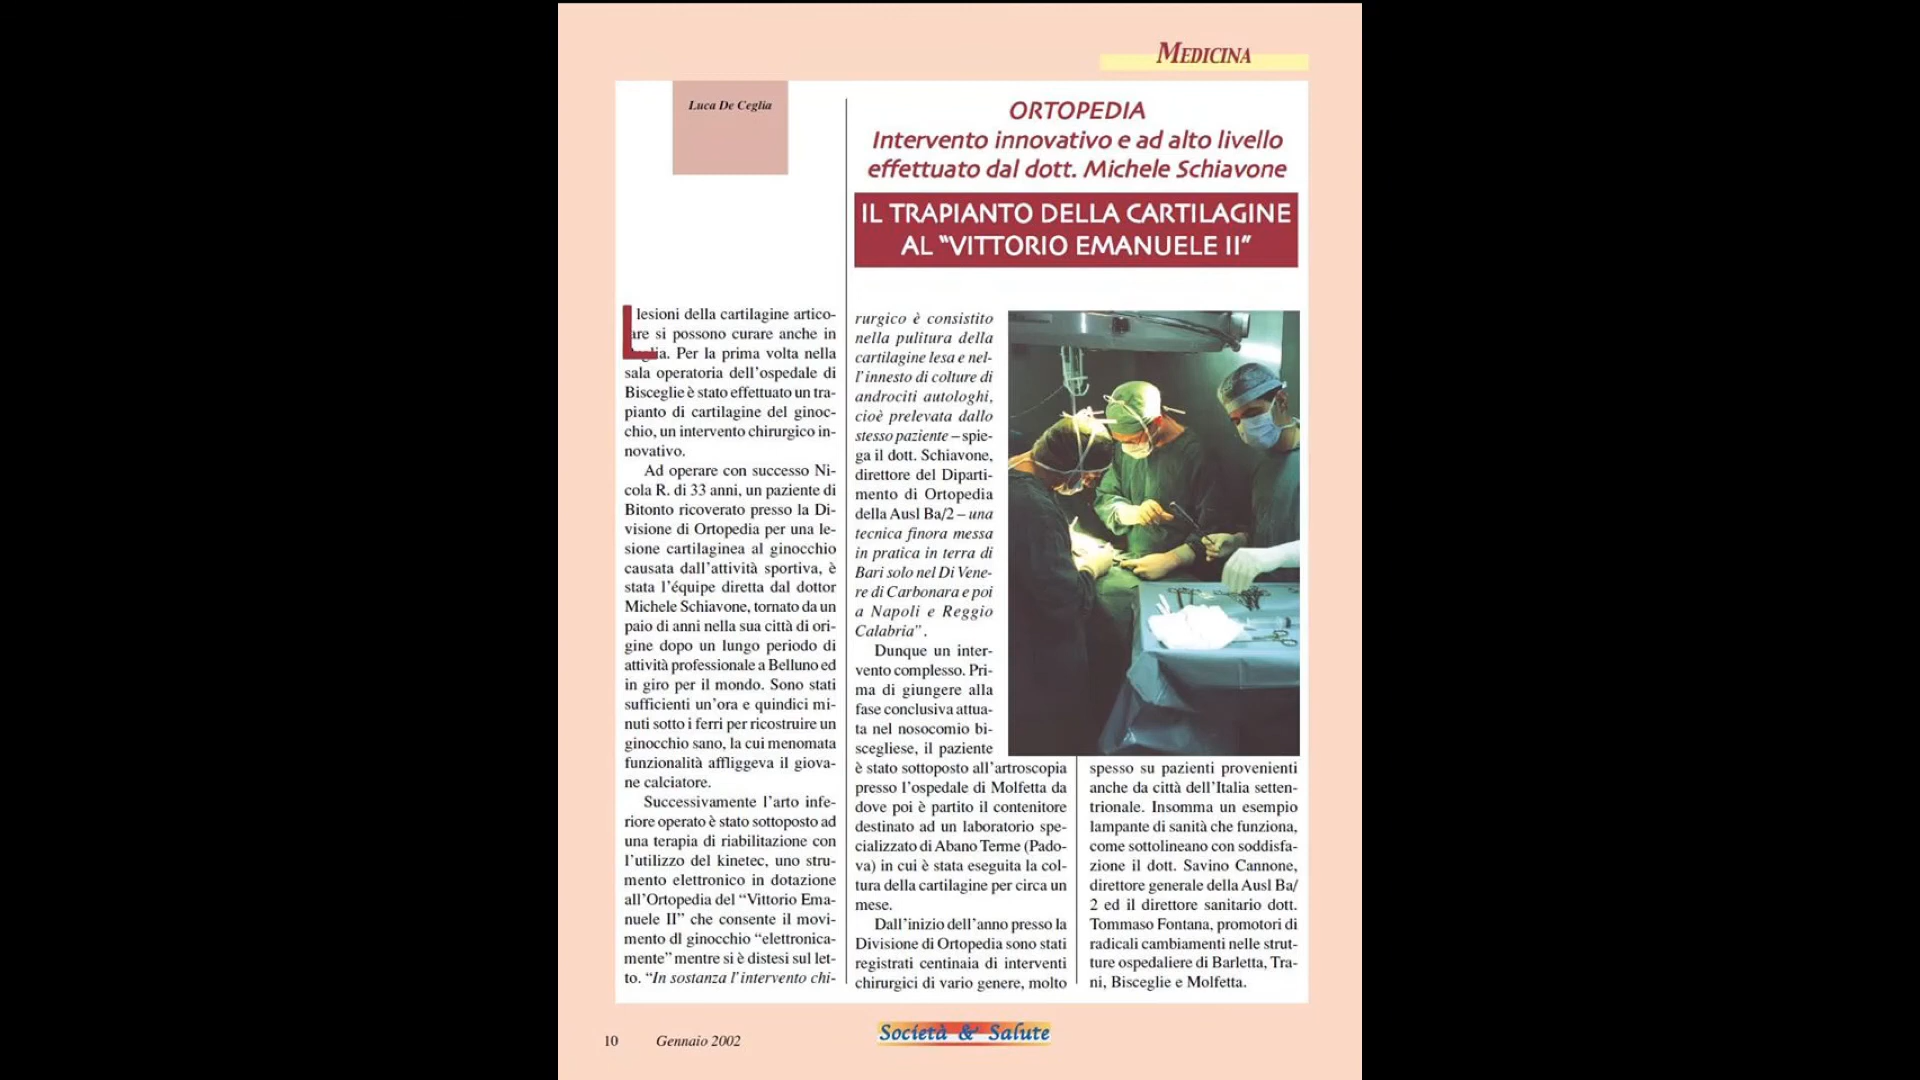 MEDICINA
Luca De Ceglia
ORTOPEDIA
Intervento innovativo e ad alto livello
effettuato dal dott. Michele Schiavone
IL TRAPIANTO DELLA CARTILAGINE
AL “VITTORIO EMANUELE II”
L lesioni della cartilagine artico-
are si possono curare anche in
glia. Per la prima volta nella
sala operatoria dell’ospedale di
Bisceglie è stato effettuato un tra-
pianto di cartilagine del ginoc-
chio, un intervento chirurgico in-
novativo.
Ad operare con successo Ni-
cola R. di 33 anni, un paziente di
Bitonto ricoverato presso la Di-
visione di Ortopedia per una le-
sione cartilaginea al ginocchio
causata dall’attività sportiva, è
stata l’équipe diretta dal dottor
Michele Schiavone, tornato da un
paio di anni nella sua città di ori-
gine dopo un lungo periodo di
attività professionale a Belluno ed
in giro per il mondo. Sono stati
sufficienti un’ora e quindici mi-
nuti sotto i ferri per ricostruire un
ginocchio sano, la cui menomata
funzionalità affliggeva il giova-
ne calciatore.
Successivamente l’arto infe-
riore operato è stato sottoposto ad
una terapia di riabilitazione con
l’utilizzo del kinetec, uno stru-
mento elettronico in dotazione
all’Ortopedia del “Vittorio Ema-
nuele II” che consente il movi-
mento dl ginocchio “elettronica-
mente” mentre si è distesi sul let-
to. “In sostanza l’intervento chi-
rurgico è consistito
nella pulitura della
cartilagine lesa e nel-
l’innesto di colture di
androciti autologhi,
cioè prelevata dallo
stesso paziente – spie-
ga il dott. Schiavone,
direttore del Diparti-
mento di Ortopedia
della Ausl Ba/2 – una
tecnica finora messa
in pratica in terra di
Bari solo nel Di Vene-
re di Carbonara e poi
a Napoli e Reggio
Calabria”.
Dunque un inter-
vento complesso. Pri-
ma di giungere alla
fase conclusiva attua-
ta nel nosocomio bi-
scegliese, il paziente
è stato sottoposto all’artroscopia
presso l’ospedale di Molfetta da
dove poi è partito il contenitore
destinato ad un laboratorio spe-
cializzato di Abano Terme (Pado-
va) in cui è stata eseguita la col-
tura della cartilagine per circa un
mese.
Dall’inizio dell’anno presso la
Divisione di Ortopedia sono stati
registrati centinaia di interventi
chirurgici di vario genere, molto
spesso su pazienti provenienti
anche da città dell’Italia setten-
trionale. Insomma un esempio
lampante di sanità che funziona,
come sottolineano con soddisfa-
zione il dott. Savino Cannone,
direttore generale della Ausl Ba/
2 ed il direttore sanitario dott.
Tommaso Fontana, promotori di
radicali cambiamenti nelle strut-
ture ospedaliere di Barletta, Tra-
ni, Bisceglie e Molfetta.
10 Gennaio 2002
Società & Salute